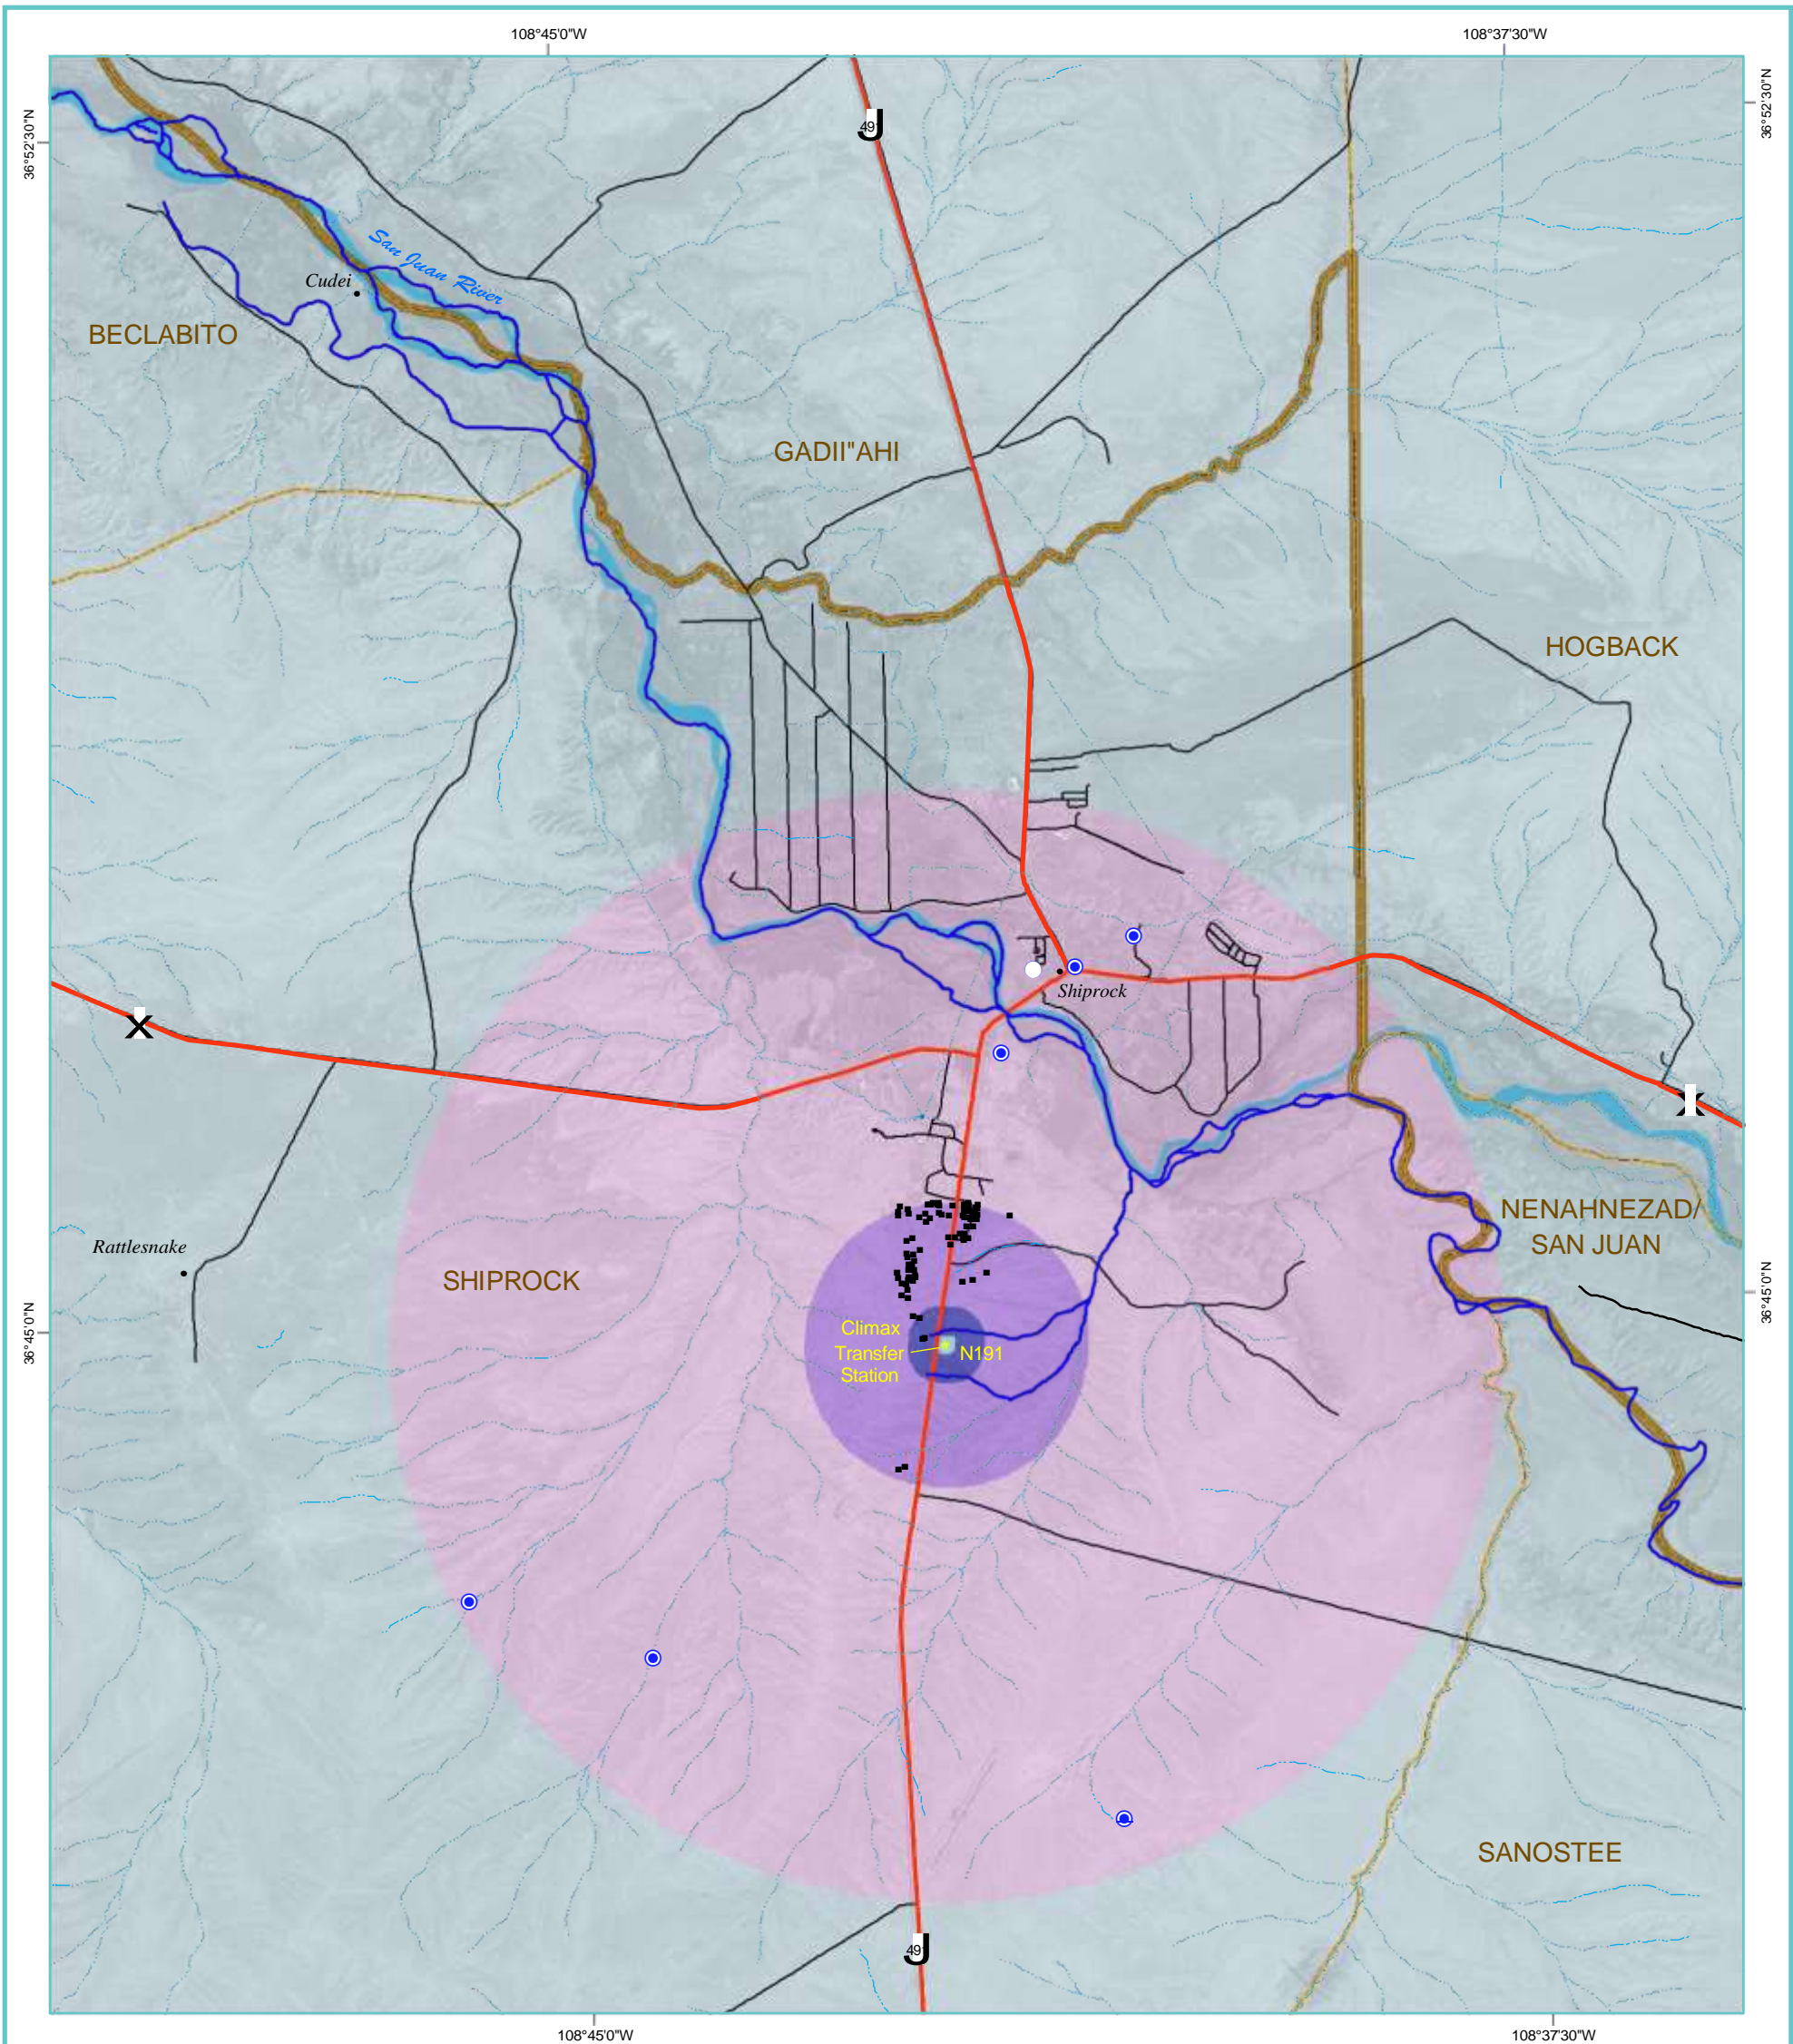 108°45'0"W
108°37'30"W
36°52'30"N
36°52'30"N
49
San Juan River
Cudei
BECLABITO
GADII"AHI
HOGBACK
Shiprock
X
X
NENAHNEZAD/
SAN JUAN
Rattlesnake
SHIPROCK
36°45'0"N
36°45'0"N
Climax
Transfer
Station
N191
SANOSTEE
49
108°45'0"W
108°37'30"W